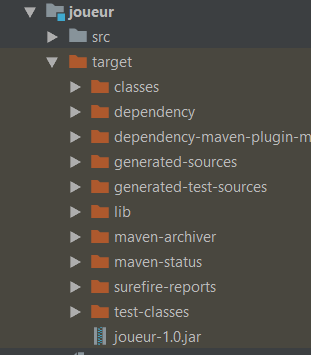 joueur
src
target
classes
dependency
dependency-maven-plugin-m
generated-sources
generated-test-sources
lib
maven-archiver
maven-status
surefire-reports
test-classes
joueur-1.0.jar